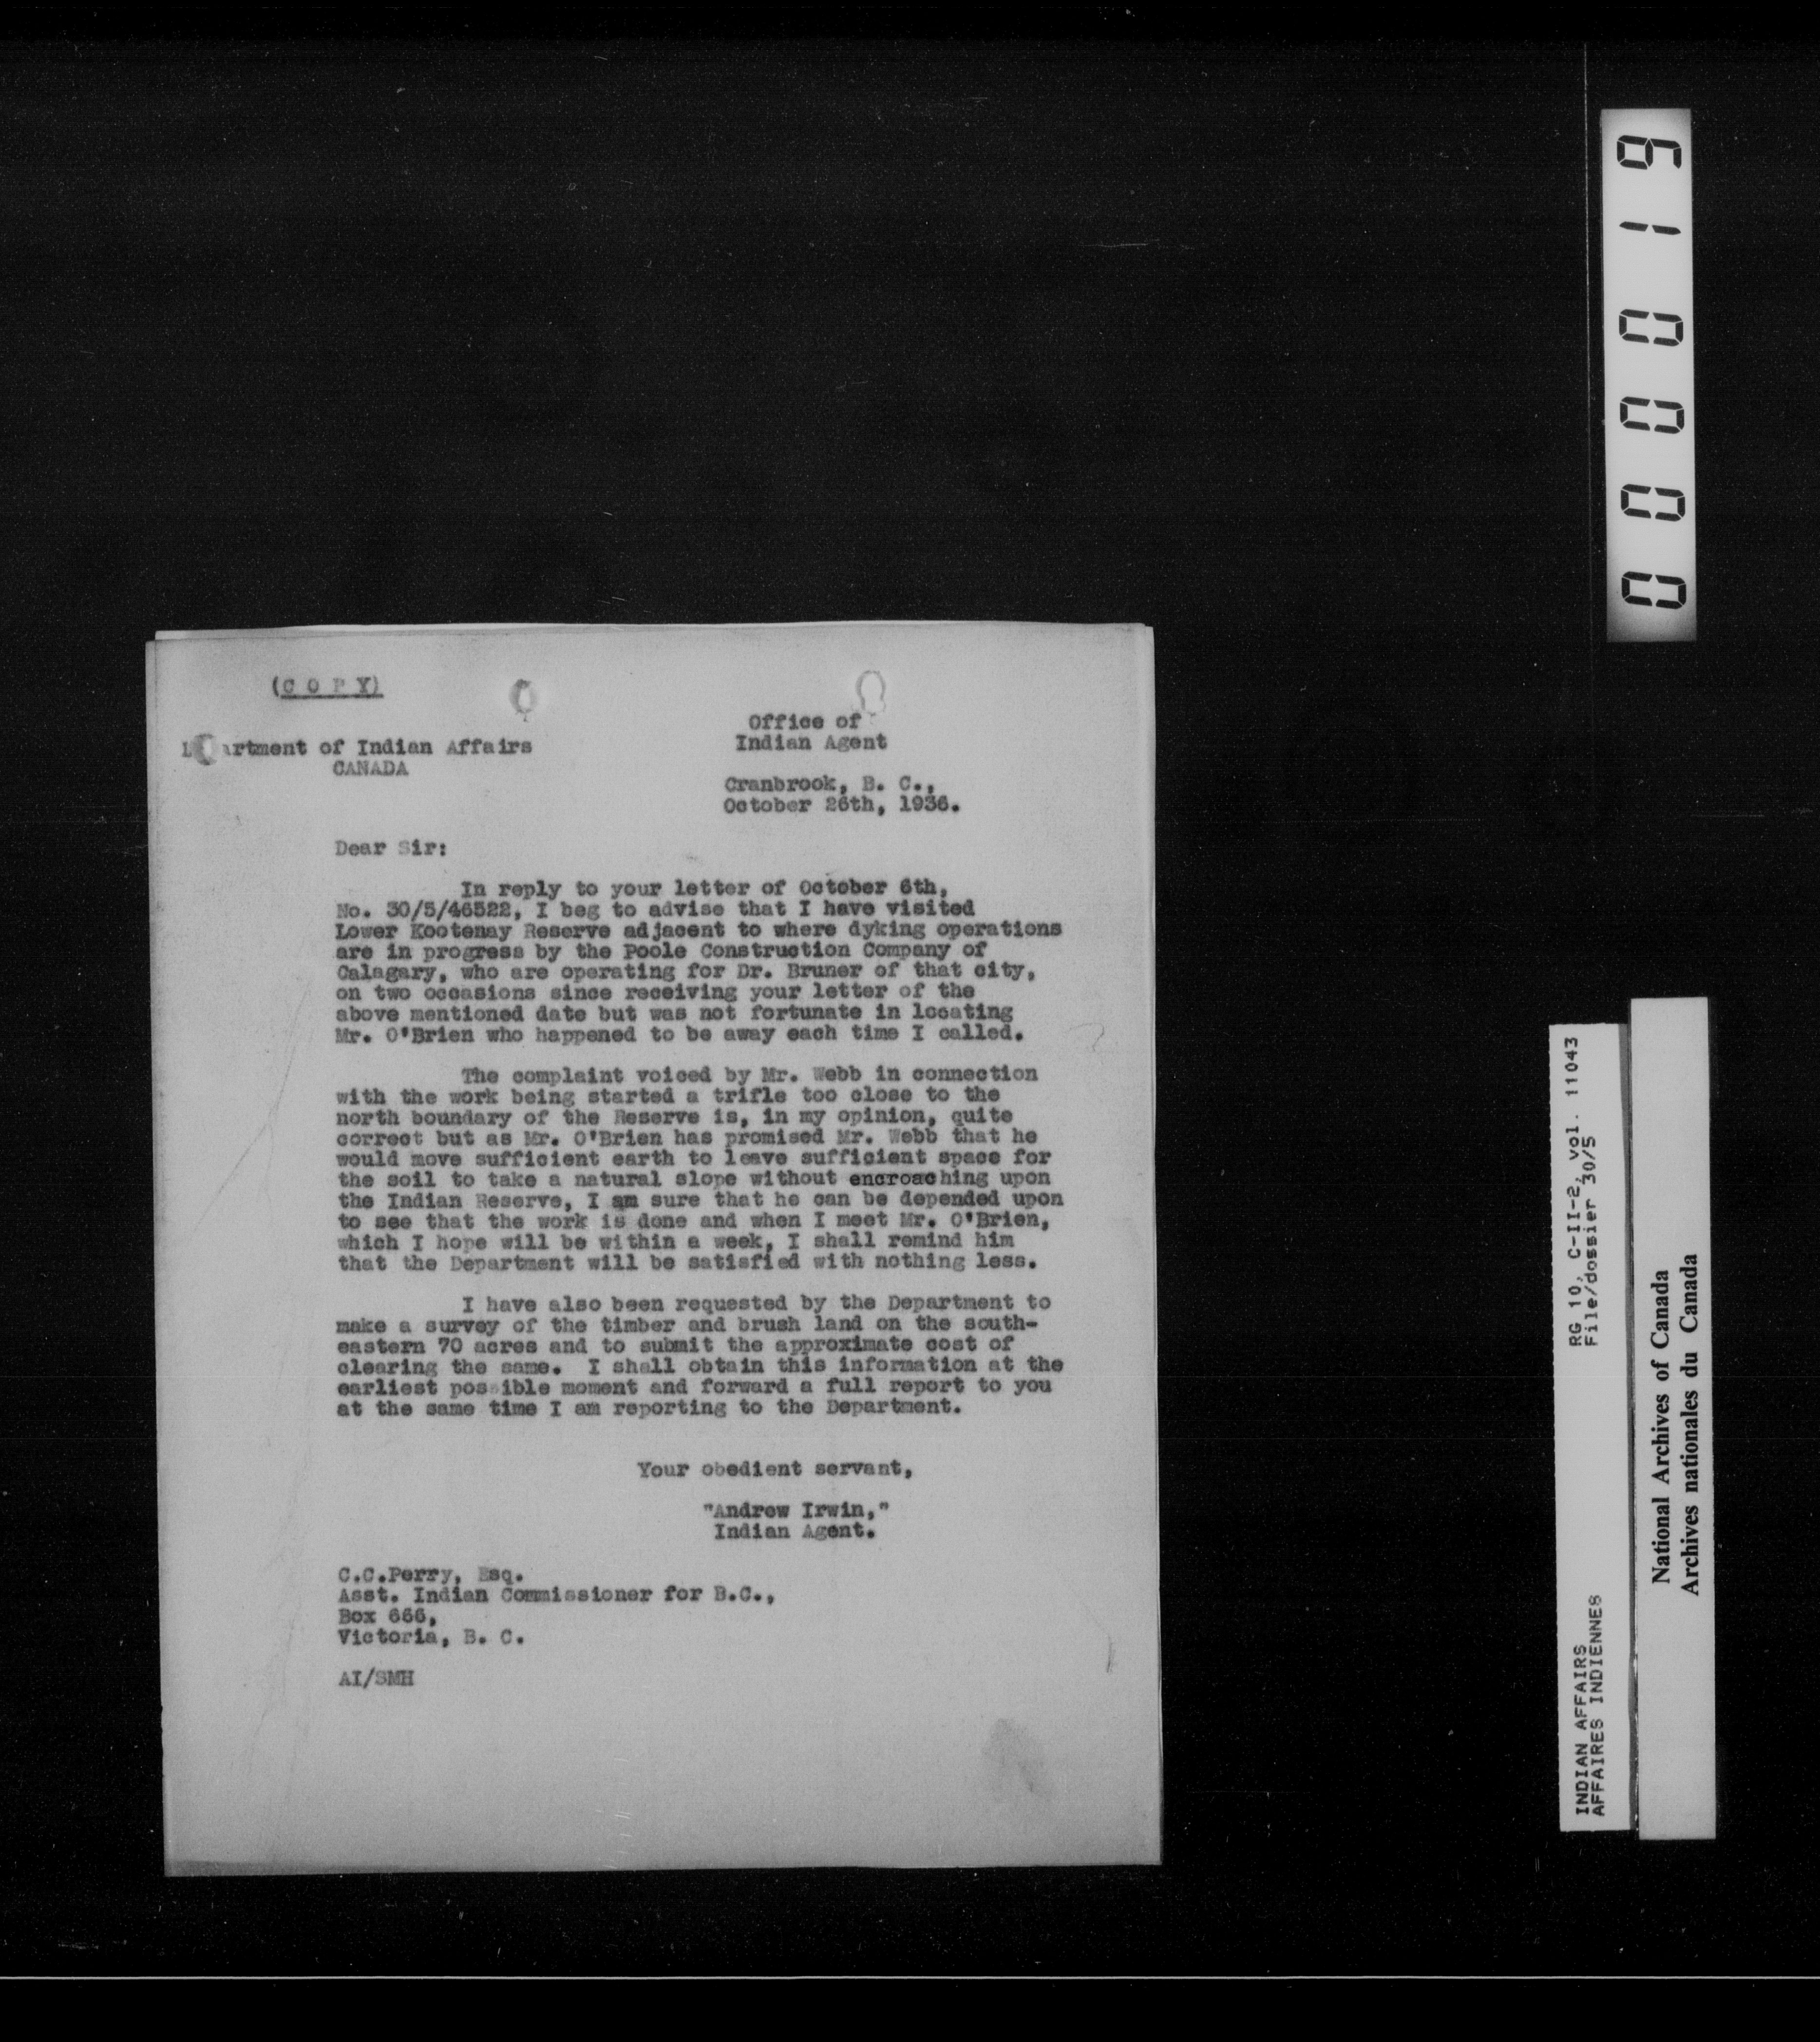 (C O P Y)
Office of
Indian Agent
artment of Indian Affairs
CANADA
Cranbrook, B. C.,
October 26th, 1936.
Dear Sir:
In reply to your letter of October 6th,
No. 30/5/46522, I beg to advise that I have visited
Lower Kootenay Reserve adjacent to where dyking operations
are in progress by the Poole Construction Company of
Calagary, who are operating for Dr. Bruner of that city,
on two occasions since receiving your letter of the
above mentioned date but was not fortunate in locating
Mr. O'Brien who happened to be away each time I called.
The complaint voiced by Mr. Webb in connection
with the work being started a trifle too close to the
north boundary of the Reserve is, in my opinion, quite
correct but as Mr. O'Brien has promised Mr. Webb that he
would move sufficient earth to leave sufficient space for
the soil to take a natural slope without encroaching upon
the Indian Reserve, I am sure that he can be depended upon
to see that the work is done and when I meet Mr. O'Brien,
which I hope will be within a week, I shall remind him
that the Department will be satisfied with nothing less.
I have also been requested by the Department to
make a survey of the timber and brush land on the south-
eastern 70 acres and to submit the approximate cost of
clearing the same. I shall obtain this information at the
earliest possible moment and forward a full report to you
at the same time I am reporting to the Department.
Your obedient servant,
"Andrew Irwin,"
Indian Agent.
C.C.Perry, Esq.
Asst. Indian Commissioner for B.C.,
Box 666,
Victoria, B. C.
AI/SMH
000019
INDIAN AFFAIRS RG 10, C-II-2, vol. 11043
AFFAIRES INDIENNES File/dossier 30/5
National Archives of Canada
Archives nationales du Canada